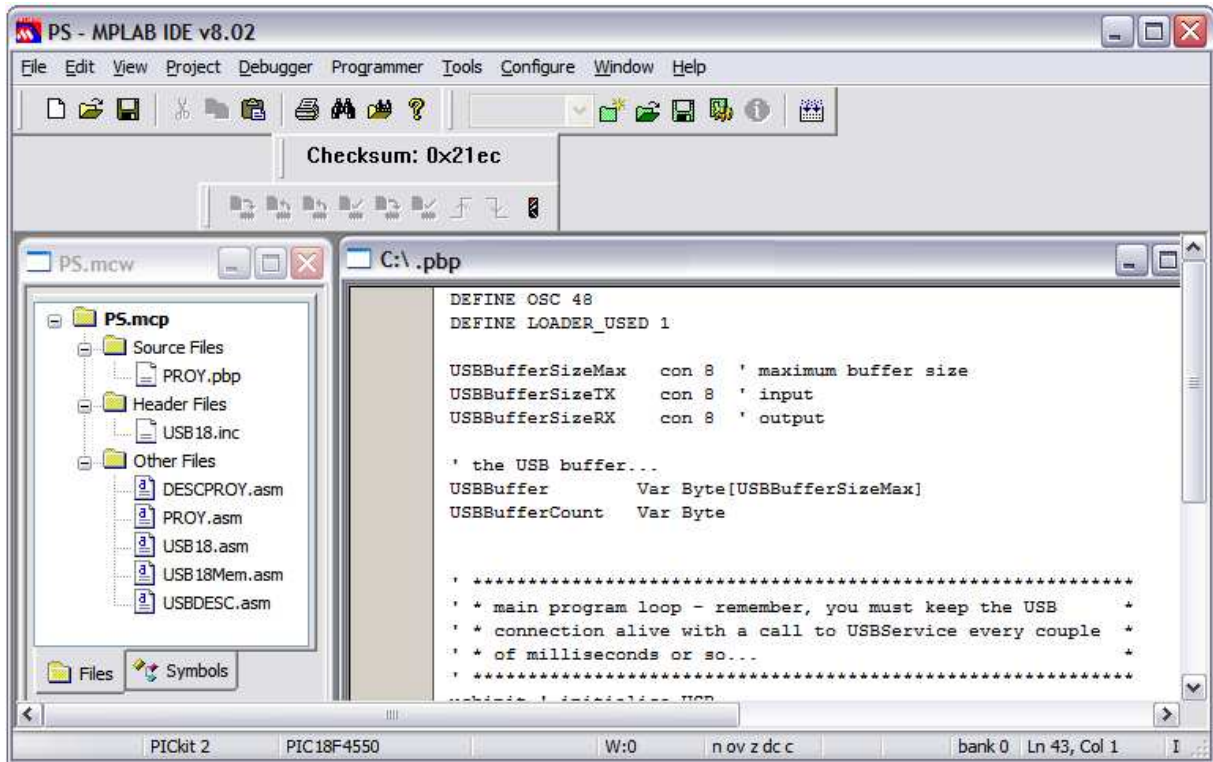 PS - MPLAB IDE v8.02
File Edit View Project Debugger Programmer Tools Configure Window Help
Checksum: 0x21ec
PS.mcw
PS.mcp
Source Files
PROY.pbp
Header Files
USB18.inc
Other Files
DESCPROY.asm
PROY.asm
USB18.asm
USB18Mem.asm
USBDESC.asm
Files Symbols
C:\ .pbp
DEFINE OSC 48
DEFINE LOADER_USED 1
USBBufferSizeMax con 8 ' maximum buffer size
USBBufferSizeTX con 8 ' input
USBBufferSizeRX con 8 ' output
' the USB buffer...
USBBuffer Var Byte[USBBufferSizeMax]
USBBufferCount Var Byte
' ************************************************************
' * main program loop - remember, you must keep the USB *
' * connection alive with a call to USBService every couple *
' * of milliseconds or so... *
' ************************************************************
usbinit ' initialise USB
PICkit 2 PIC18F4550 W:0 n ov z dc c bank 0 Ln 43, Col 1 I